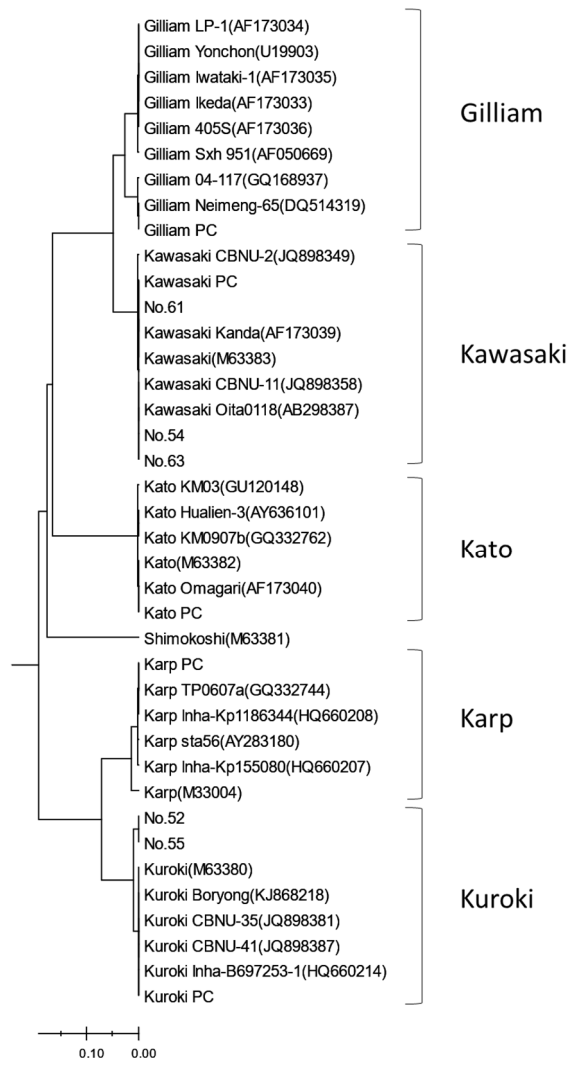 Gilliam LP-1(AF173034)
Gilliam Yonchon(U19903)
Gilliam Iwataki-1(AF173035)
Gilliam Ikeda(AF173033)
Gilliam 405S(AF173036)
Gilliam Sxh 951(AF050669)
Gilliam 04-117(GQ168937)
Gilliam Neimeng-65(DQ514319)
Gilliam PC
Gilliam
Kawasaki CBNU-2(JQ898349)
Kawasaki PC
No.61
Kawasaki Kanda(AF173039)
Kawasaki(M63383)
Kawasaki CBNU-11(JQ898358)
Kawasaki Oita0118(AB298387)
No.54
No.63
Kawasaki
Kato KM03(GU120148)
Kato Hualien-3(AY636101)
Kato KM0907b(GQ332762)
Kato(M63382)
Kato Omagari(AF173040)
Kato PC
Kato
Shimokoshi(M63381)
Karp PC
Karp TP0607a(GQ332744)
Karp Inha-Kp1186344(HQ660208)
Karp sta56(AY283180)
Karp Inha-Kp155080(HQ660207)
Karp(M33004)
Karp
No.52
No.55
Kuroki(M63380)
Kuroki Boryong(KJ868218)
Kuroki CBNU-35(JQ898381)
Kuroki CBNU-41(JQ898387)
Kuroki Inha-B697253-1(HQ660214)
Kuroki PC
Kuroki
0.10 0.00